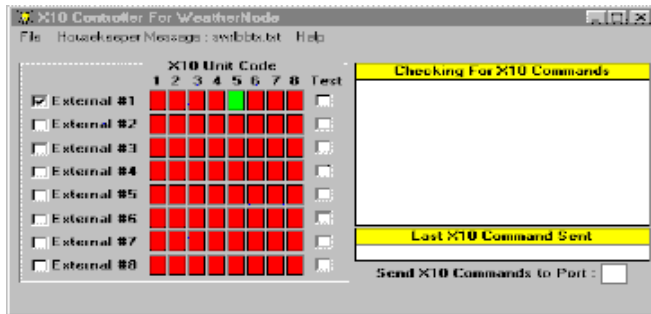 X10 Controller For WeatherNode
File Housekeeper Message : Help
X10 Unit Code
1 2 3 4 5 6 7 8 Test
External #1
External #2
External #3
External #4
External #5
External #6
External #7
External #8
Checking For X10 Commands
Last X10 Command Sent
Send X10 Commands to Port :